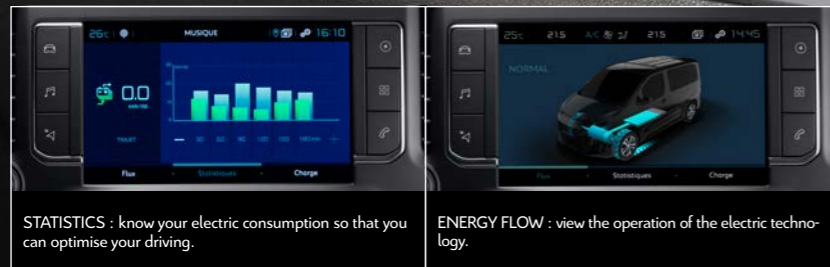 26°C MUSIQUE 16:10
0.0
kWh/100
TRAJET
30 60 90 120 150 180 min +
Flux Statistiques Charge
STATISTICS : know your electric consumption so that you
can optimise your driving.
25°C 21.5 A/C 21.5 14:45
NORMAL
Flux Statistiques Charge
ENERGY FLOW : view the operation of the electric techno-
logy.